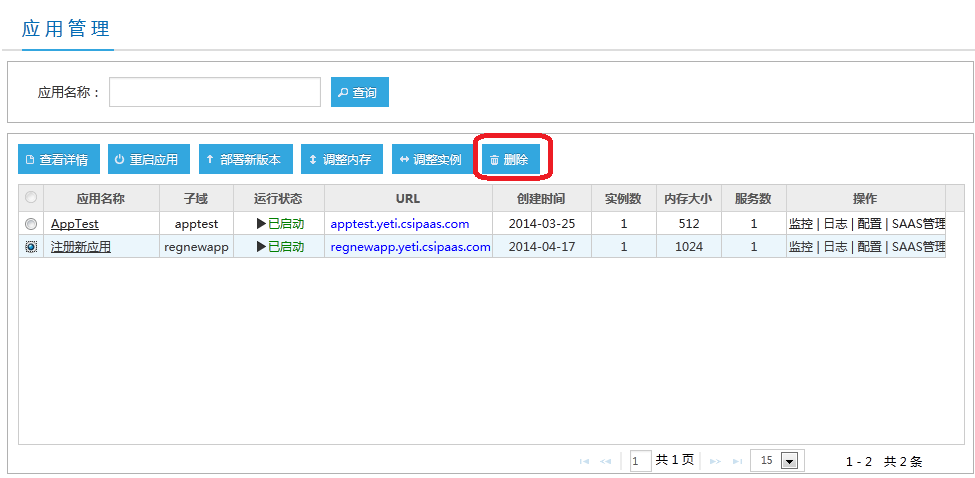 应用管理
应用名称： 查询
查看详情 重启应用 部署新版本 调整内存 调整实例 删除
应用名称 子域 运行状态 URL 创建时间 实例数 内存大小 服务数 操作
AppTest apptest ▶已启动 apptest.yeti.csipaas.com 2014-03-25 1 512 1 监控 | 日志 | 配置 | SAAS管理
注册新应用 regnewapp ▶已启动 regnewapp.yeti.csipaas.com 2014-04-17 1 1024 1 监控 | 日志 | 配置 | SAAS管理
1 共 1 页 15 1 - 2 共 2 条